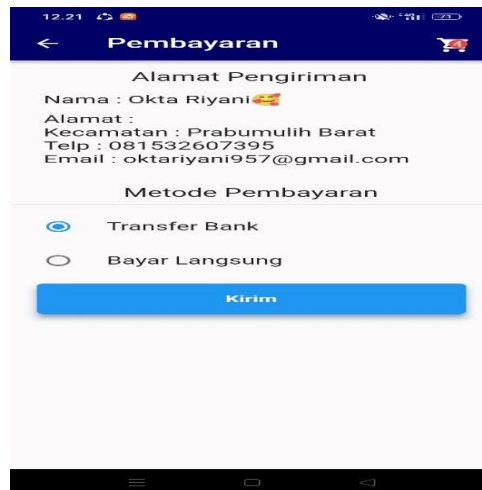 12.21
Pembayaran
4
Alamat Pengiriman
Nama : Okta Riyani🥰
Alamat :
Kecamatan : Prabumulih Barat
Telp : 081532607395
Email : oktariyani957@gmail.com
Metode Pembayaran
Transfer Bank
Bayar Langsung
Kirim